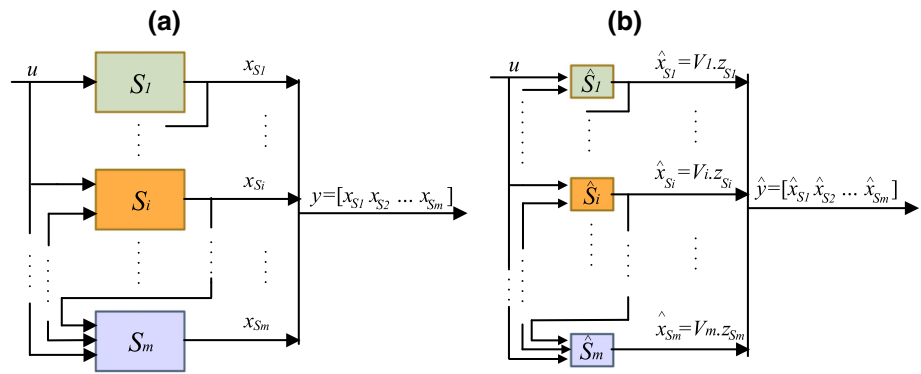 (a)
u
S1
xS1
Si
xSi
y=[xS1 xS2 ... xSm]
Sm
xSm
(b)
u
Ŝ1
x̂S1=V1.zS1
Ŝi
x̂Si=Vi.zSi
ŷ=[x̂S1 x̂S2 ... x̂Sm]
Ŝm
x̂Sm=Vm.zSm